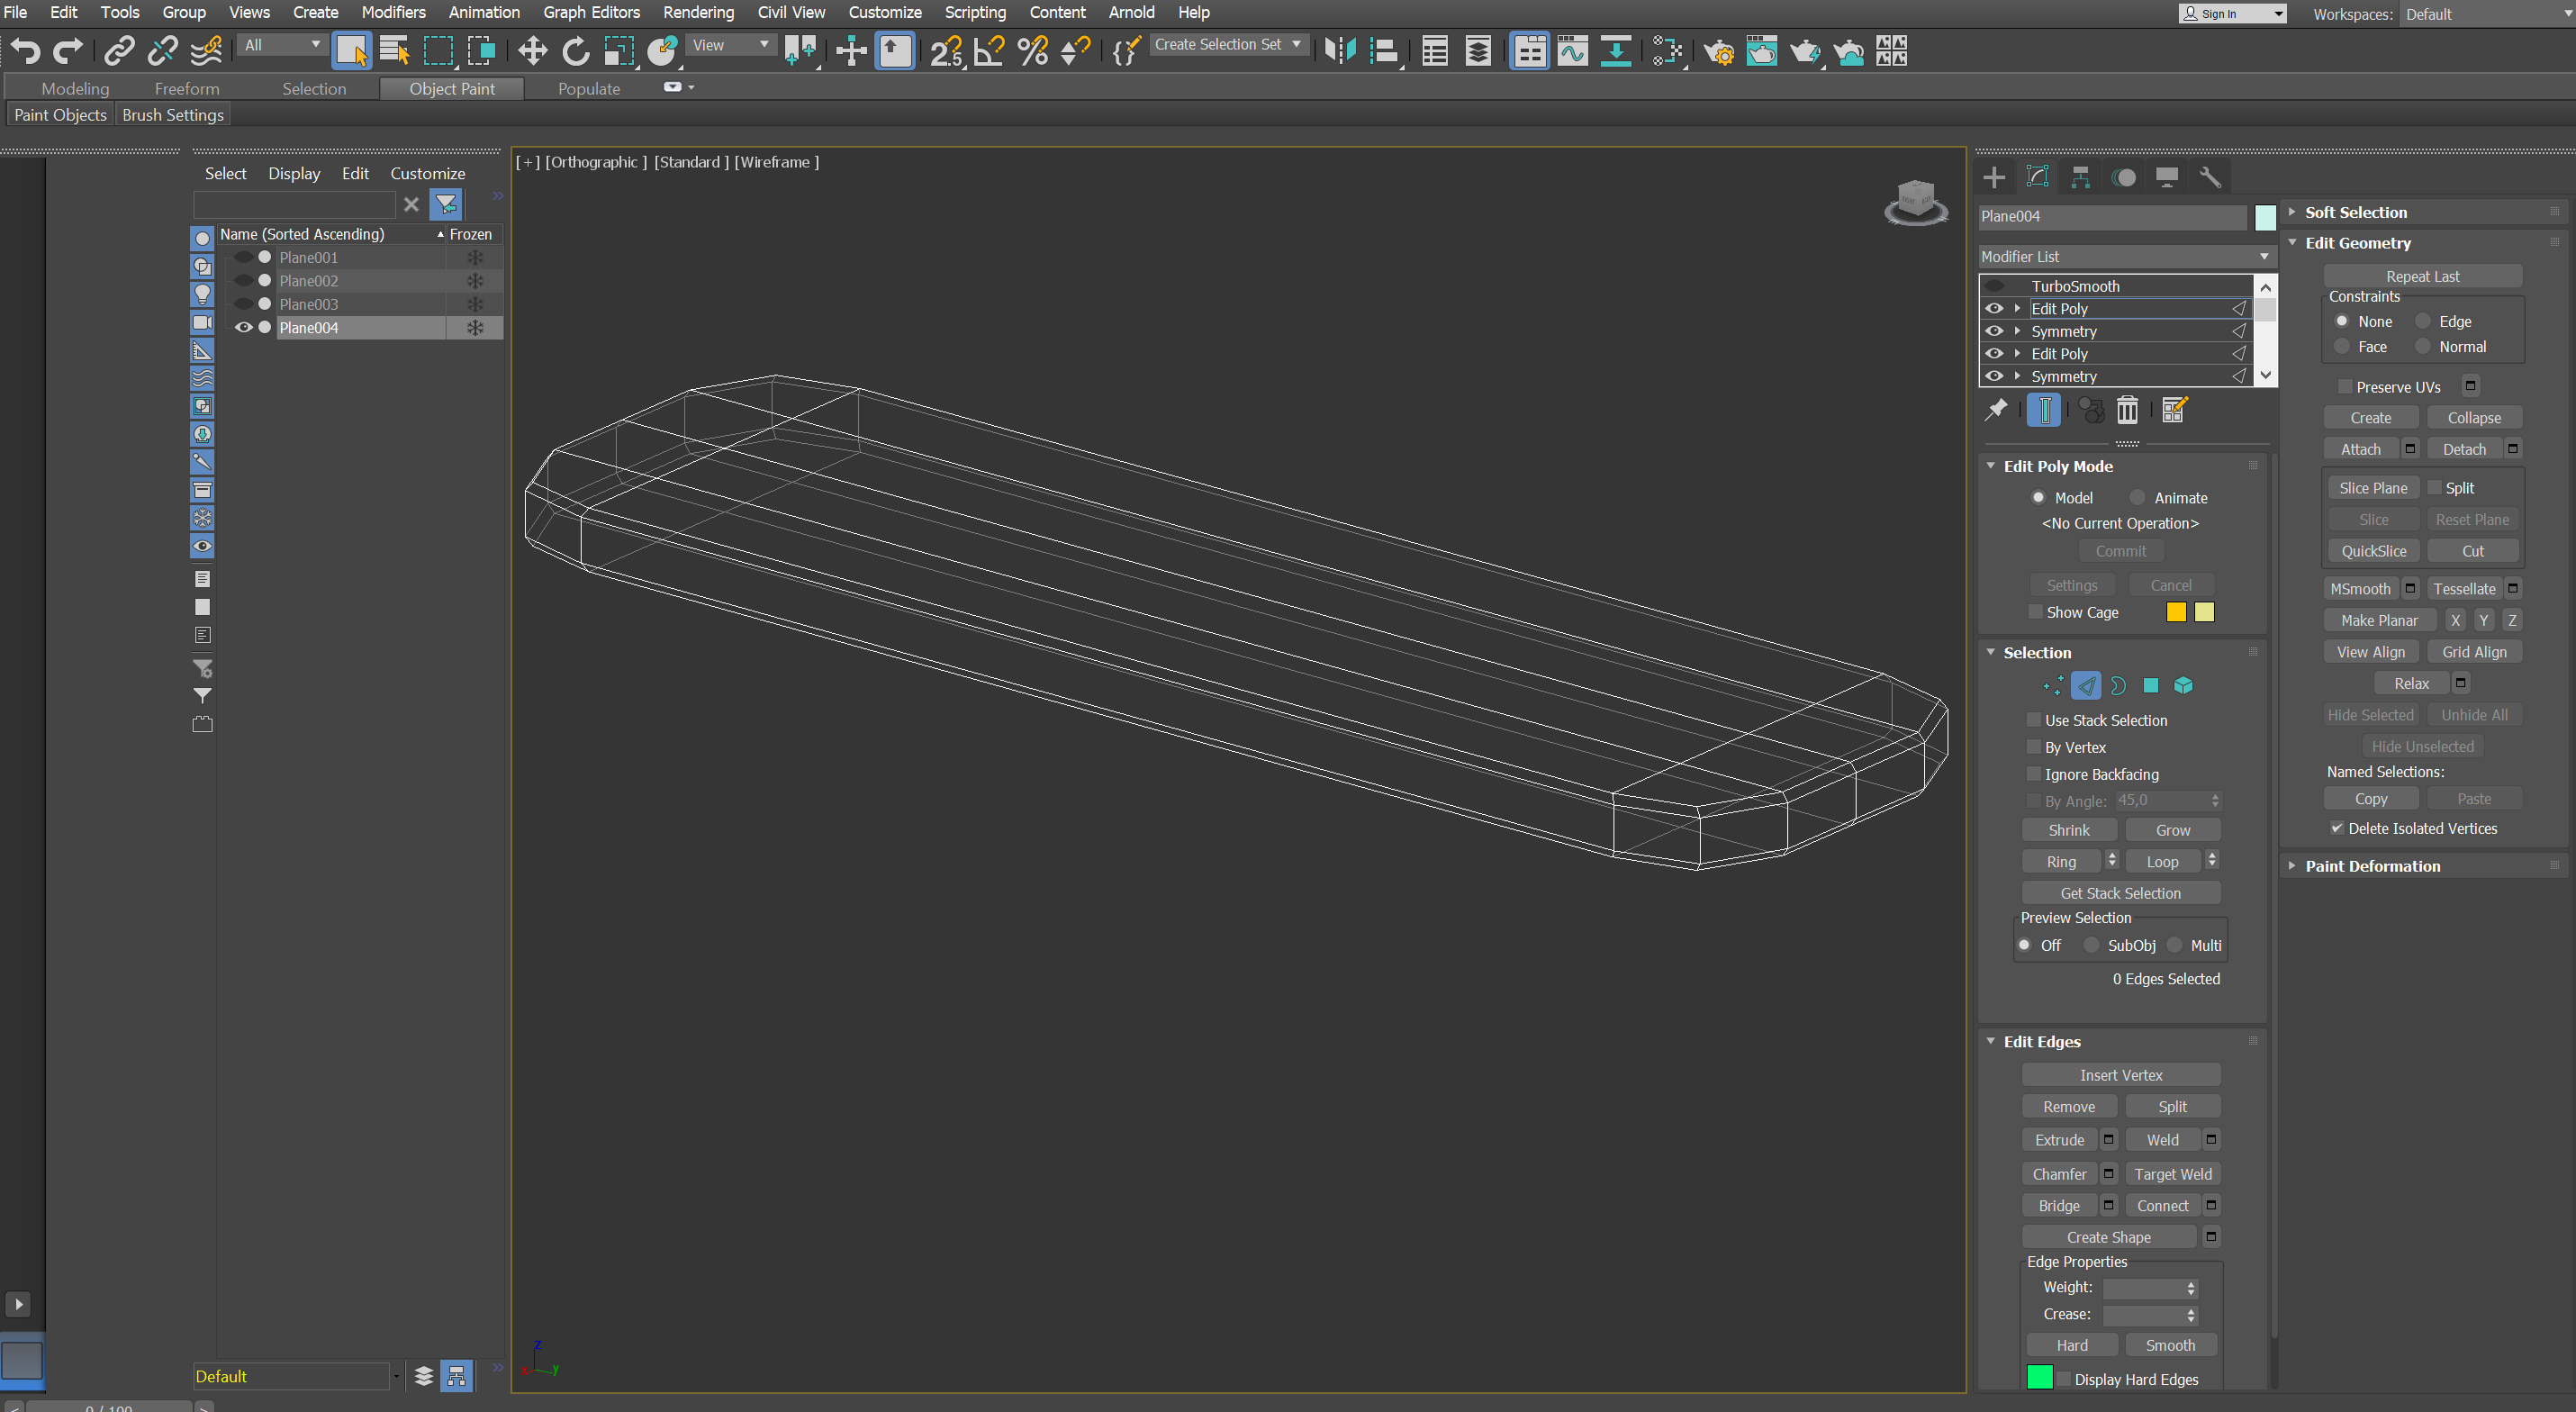 File Edit Tools Group Views Create Modifiers Animation Graph Editors Rendering Civil View Customize Scripting Content Arnold Help
Sign In Workspaces: Default
All View 2.5 Create Selection Set
Modeling Freeform Selection Object Paint Populate
Paint Objects Brush Settings
Select Display Edit Customize
Name (Sorted Ascending) Frozen
Plane001
Plane002
Plane003
Plane004
Default
0 / 100
[+] [Orthographic ] [Standard ] [Wireframe ]
z
x y
Plane004
Modifier List
TurboSmooth
Edit Poly
Symmetry
Edit Poly
Symmetry
Edit Poly Mode
Model Animate
<No Current Operation>
Commit
Settings Cancel
Show Cage
Selection
Use Stack Selection
By Vertex
Ignore Backfacing
By Angle: 45,0
Shrink Grow
Ring Loop
Get Stack Selection
Preview Selection
Off SubObj Multi
0 Edges Selected
Edit Edges
Insert Vertex
Remove Split
Extrude Weld
Chamfer Target Weld
Bridge Connect
Create Shape
Edge Properties
Weight:
Crease:
Hard Smooth
Display Hard Edges
Soft Selection
Edit Geometry
Repeat Last
Constraints
None Edge
Face Normal
Preserve UVs
Create Collapse
Attach Detach
Slice Plane Split
Slice Reset Plane
QuickSlice Cut
MSmooth Tessellate
Make Planar X Y Z
View Align Grid Align
Relax
Hide Selected Unhide All
Hide Unselected
Named Selections:
Copy Paste
Delete Isolated Vertices
Paint Deformation